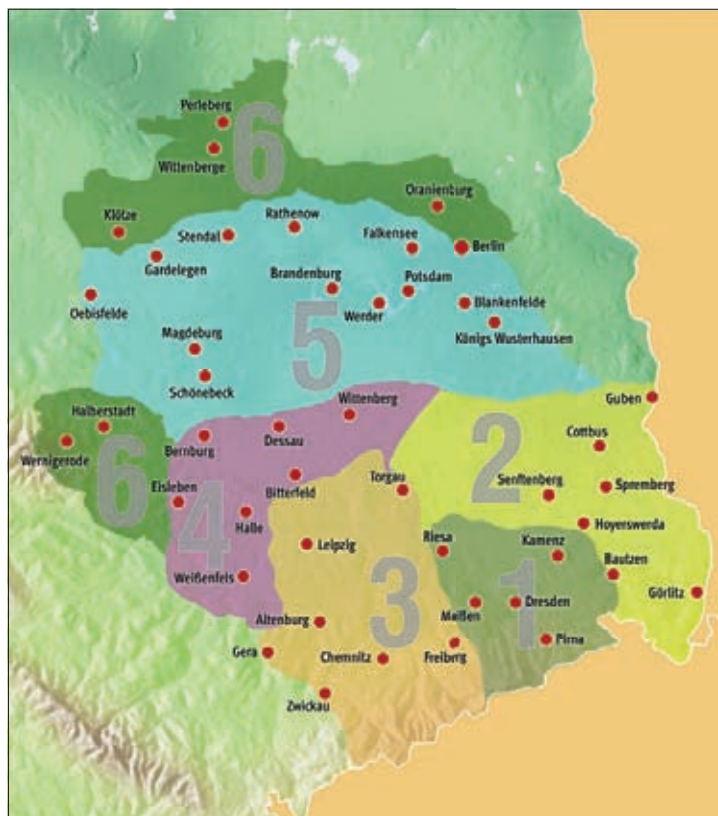 Perleberg
6
Wittenberge
Oranienburg
Klötze
Rathenow
Stendal
Falkensee
Berlin
Gardelegen
Brandenburg
Potsdam
Oebisfelde
Werder
Blankenfelde
Königs Wusterhausen
Magdeburg
5
Schönebeck
Wittenberg
Guben
Halberstadt
Dessau
Cottbus
Wernigerode
Bernburg
2
6
Eisleben
Bitterfeld
Torgau
Senftenberg
Spremberg
4
Halle
Hoyerswerda
Leipzig
Riesa
Kamenz
Bautzen
Weißenfels
3
1
Görlitz
Altenburg
Meißen
Dresden
Gera
Chemnitz
Freibrrg
Pirna
Zwickau